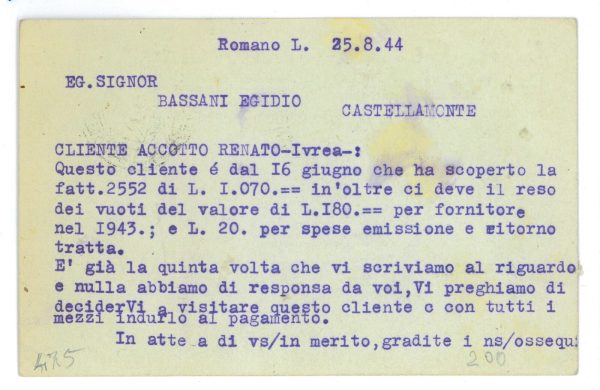 Romano L. 25.8.44
EG.SIGNOR
BASSANI EGIDIO
CASTELLAMONTE
CLIENTE ACCOTTO RENATO-Ivrea-:
Questo cliente é dal I6 giugno che ha scoperto la
fatt.2552 di L. I.070.== in'oltre ci deve il reso
dei vuoti del valore di L.I80.== per fornitore
nel I943.; e L. 20. per spese emissione e ritorno
tratta.
E' già la quinta volta che vi scriviamo al riguardo
e nulla abbiamo di responsa da voi,Vi preghiamo di
deciderVi a visitare questo cliente c con tutti i
mezzi indurlo al pagamento.
In atte a di vs/in merito,gradite i ns/ossequi
475 200